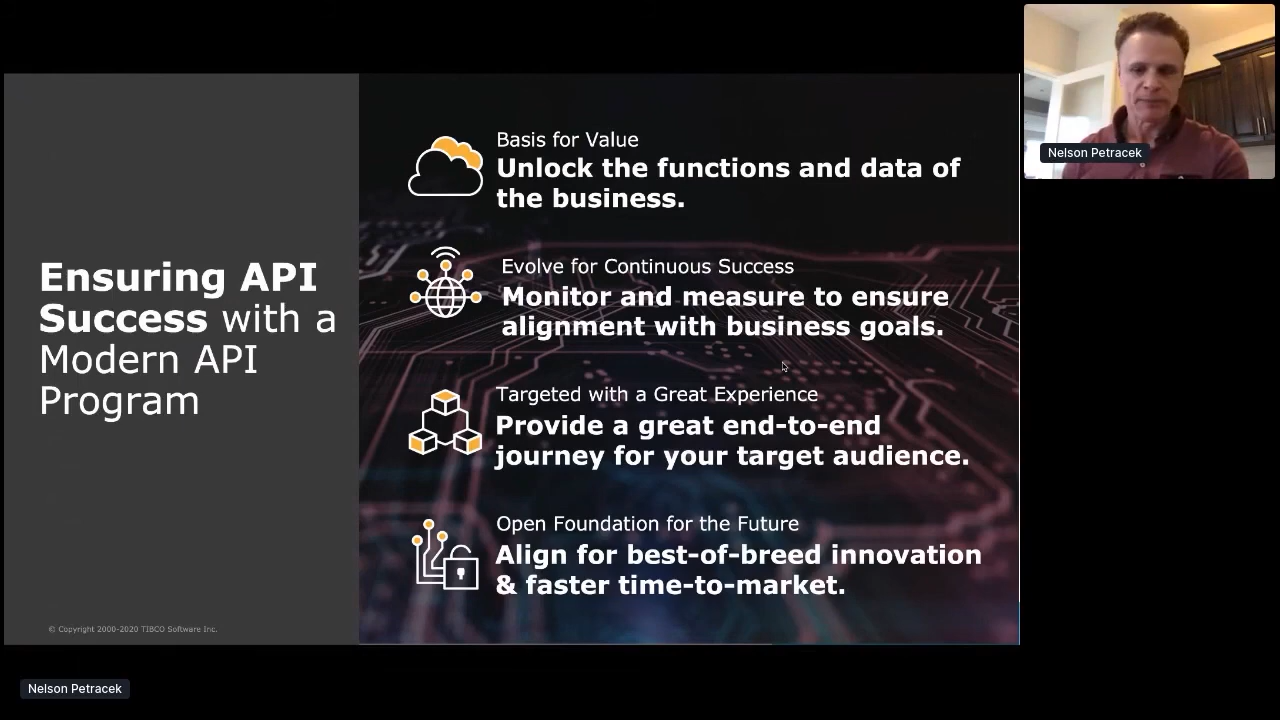 Ensuring API
Success with a
Modern API
Program
© Copyright 2000-2020 TIBCO Software Inc.
Basis for Value
Unlock the functions and data of
the business.
Evolve for Continuous Success
Monitor and measure to ensure
alignment with business goals.
Targeted with a Great Experience
Provide a great end-to-end
journey for your target audience.
Open Foundation for the Future
Align for best-of-breed innovation
& faster time-to-market.
Nelson Petracek
Nelson Petracek